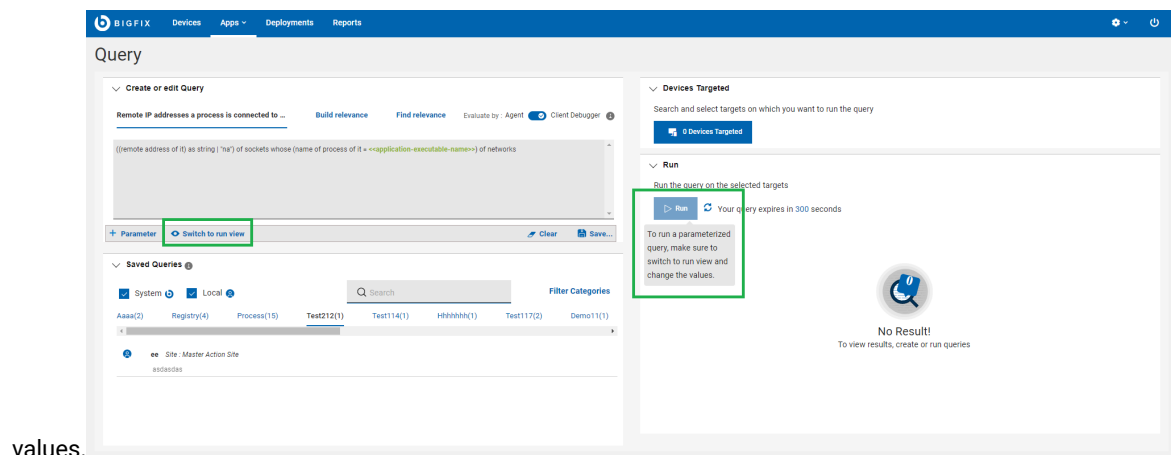 BIGFIX Devices Apps Deployments Reports
Query
Create or edit Query
Remote IP addresses a process is connected to ... Build relevance Find relevance Evaluate by : Agent Client Debugger
((remote address of it) as string | "na") of sockets whose (name of process of it = <<application-executable-name>>) of networks
+ Parameter Switch to run view Clear Save...
Saved Queries
System Local Search Filter Categories
Aaaa(2) Registry(4) Process(15) Test212(1) Test114(1) Hhhhhhh(1) Test117(2) Demo11(1)
ee Site : Master Action Site
asdasdas
Devices Targeted
Search and select targets on which you want to run the query
0 Devices Targeted
Run
Run the query on the selected targets
Run Your query expires in 300 seconds
To run a parameterized
query, make sure to
switch to run view and
change the values.
No Result!
To view results, create or run queries
values.